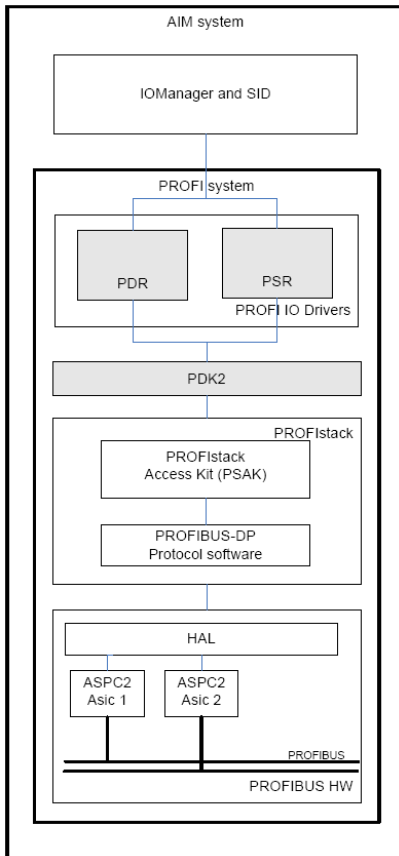 AIM system
IOManager and SID
PROFI system
PDR
PSR
PROFI IO Drivers
PDK2
PROFIstack
PROFIstack
Access Kit (PSAK)
PROFIBUS-DP
Protocol software
HAL
ASPC2
Asic 1
ASPC2
Asic 2
PROFIBUS
PROFIBUS HW